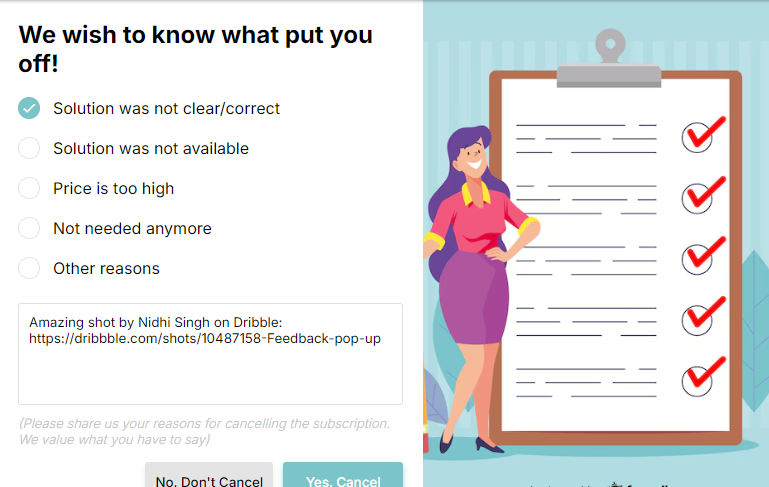 We wish to know what put you
off!
Solution was not clear/correct
Solution was not available
Price is too high
Not needed anymore
Other reasons
Amazing shot by Nidhi Singh on Dribble:
https://dribbble.com/shots/10487158-Feedback-pop-up
(Please share us your reasons for cancelling the subscription.
We value what you have to say)
No, Don't Cancel
Yes, Cancel